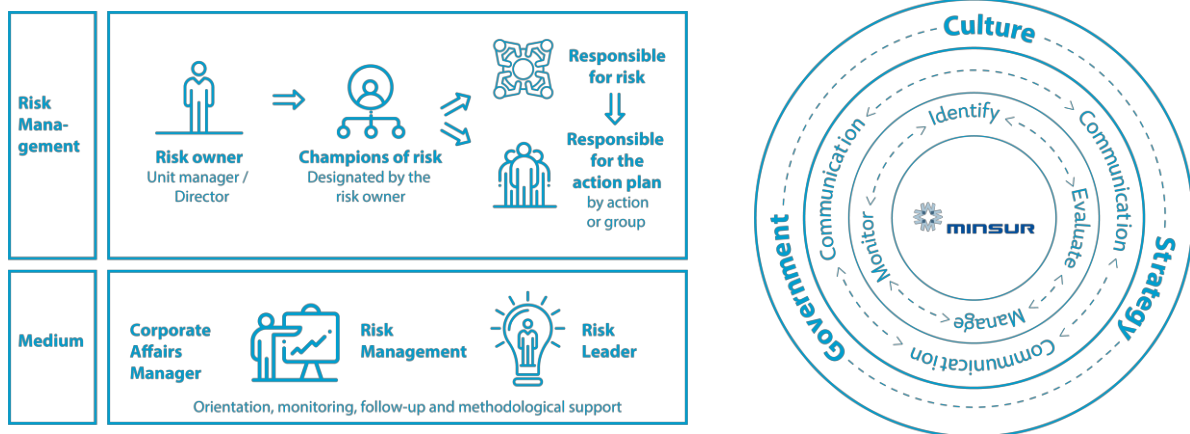 Risk
Mana-
gement
Risk owner
Unit manager /
Director
Champions of risk
Designated by the
risk owner
Responsible
for risk
Responsible
for the
action plan
by action
or group
Medium
Corporate
Affairs
Manager
Risk
Management
Risk
Leader
Orientation, monitoring, follow-up and methodological support
Culture
Strategy
Government
Communication
Communication
Communication
Identify
Evaluate
Manage
Monitor
MINSUR